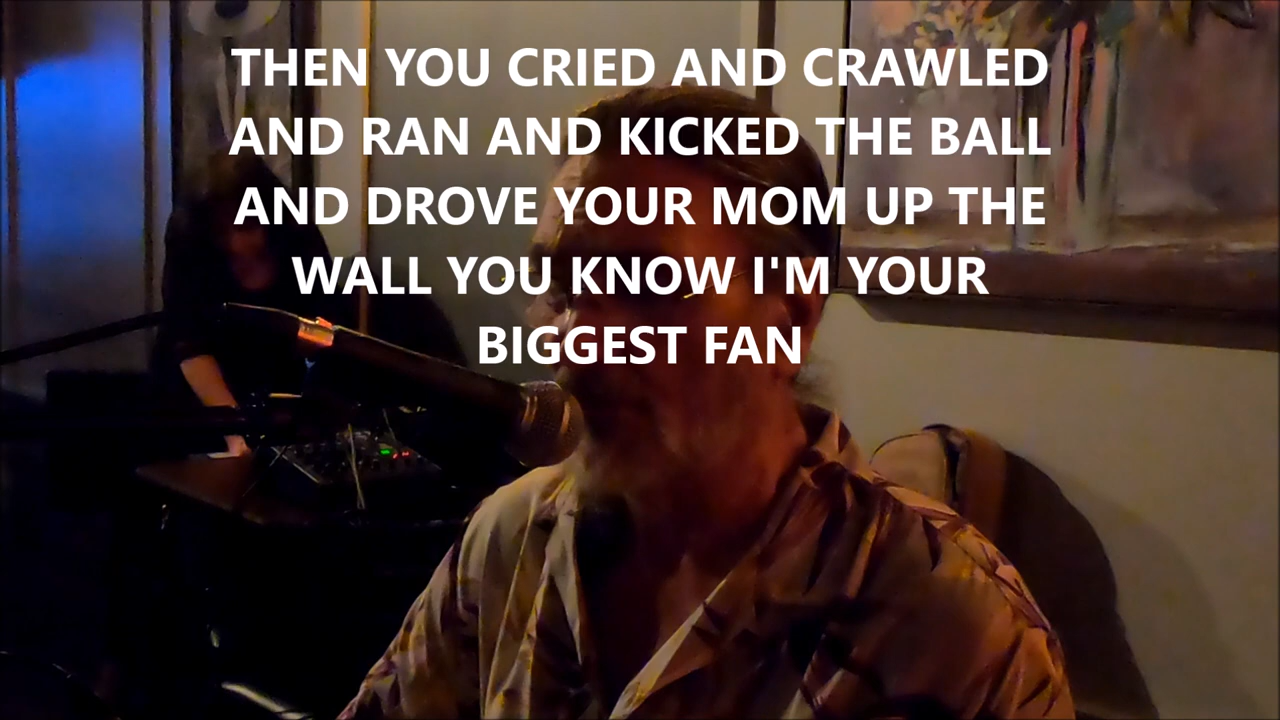 THEN YOU CRIED AND CRAWLED
AND RAN AND KICKED THE BALL
AND DROVE YOUR MOM UP THE
WALL YOU KNOW I'M YOUR
BIGGEST FAN